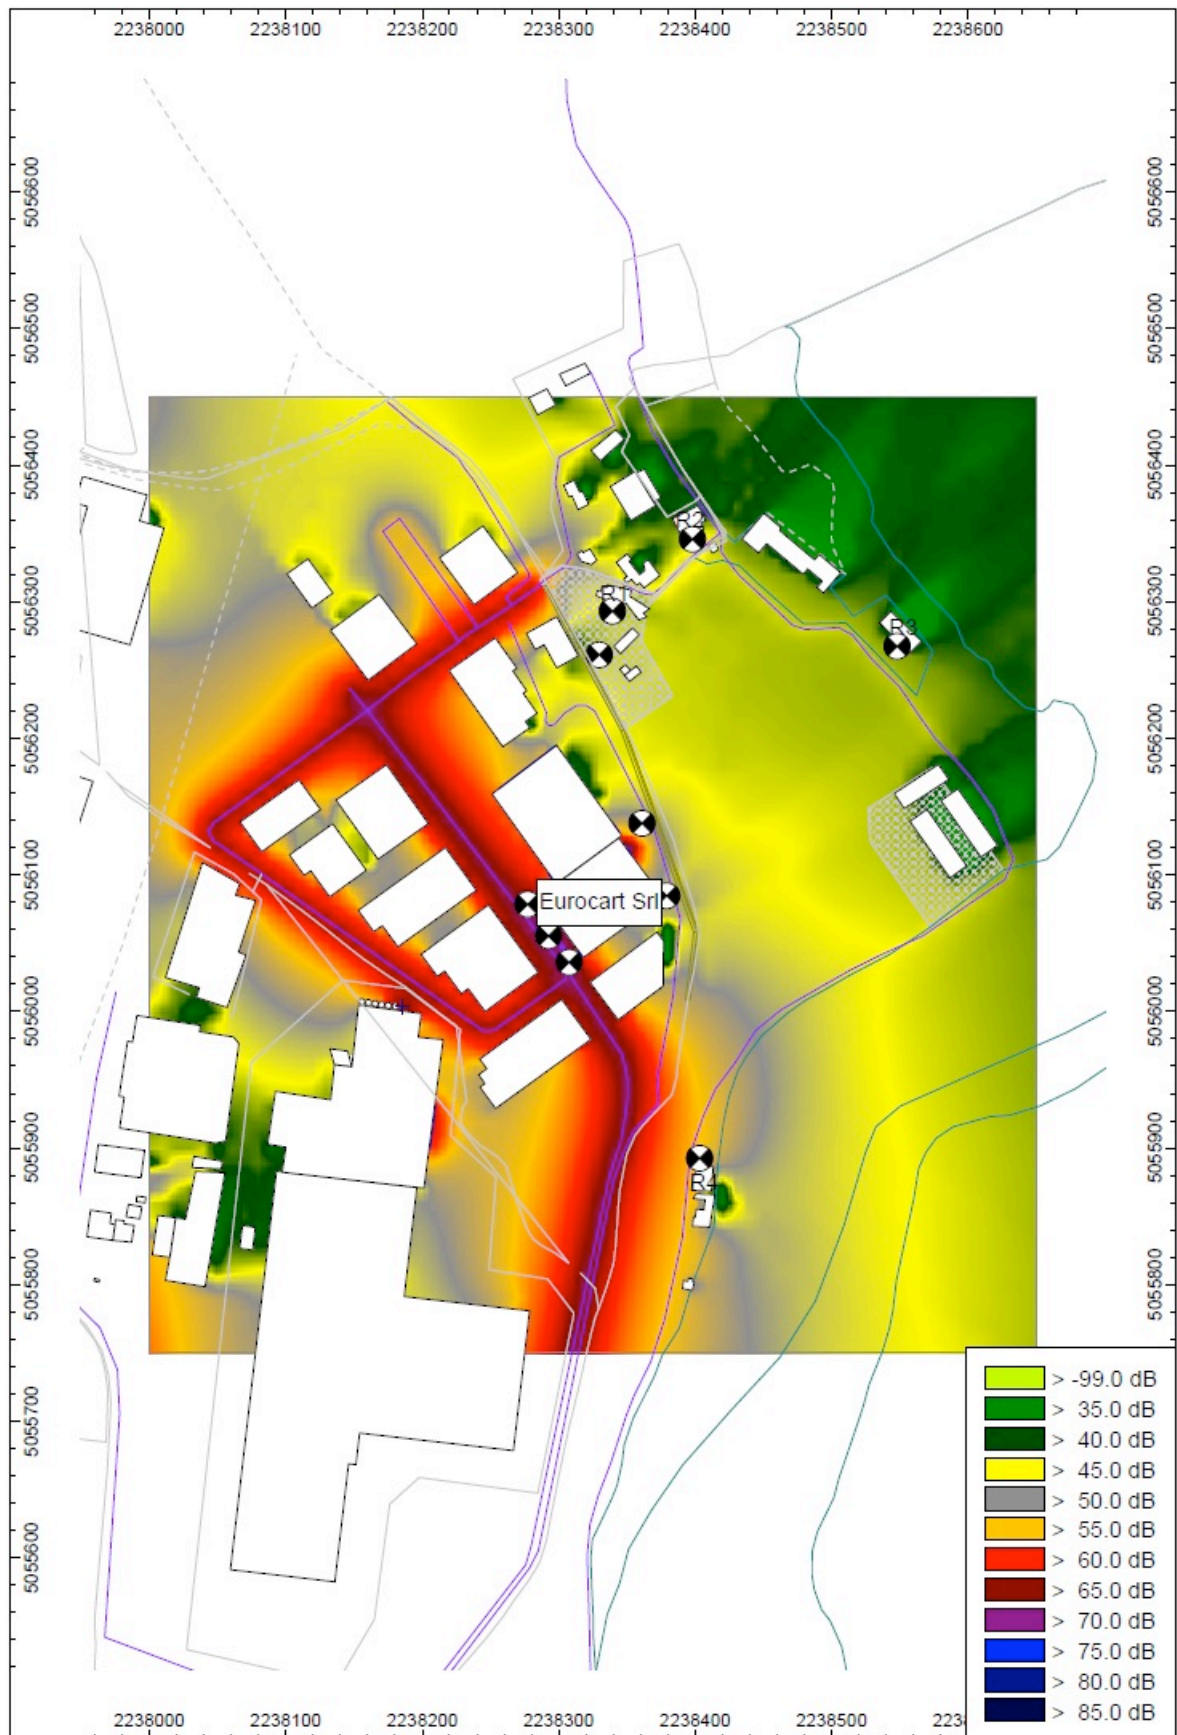 2238000 2238100 2238200 2238300 2238400 2238500 2238600
5056600 5056600
5056500 5056500
5056400 5056400
R2
5056300 5056300
R1
R3
5056200 5056200
5056100 5056100
Eurocart Srl
5056000 5056000
5055900 5055900
R4
5055800 5055800
> -99.0 dB
> 35.0 dB
5055700
> 40.0 dB
> 45.0 dB
> 50.0 dB
> 55.0 dB
5055600
> 60.0 dB
> 65.0 dB
> 70.0 dB
> 75.0 dB
> 80.0 dB
> 85.0 dB
2238000 2238100 2238200 2238300 2238400 2238500 2238